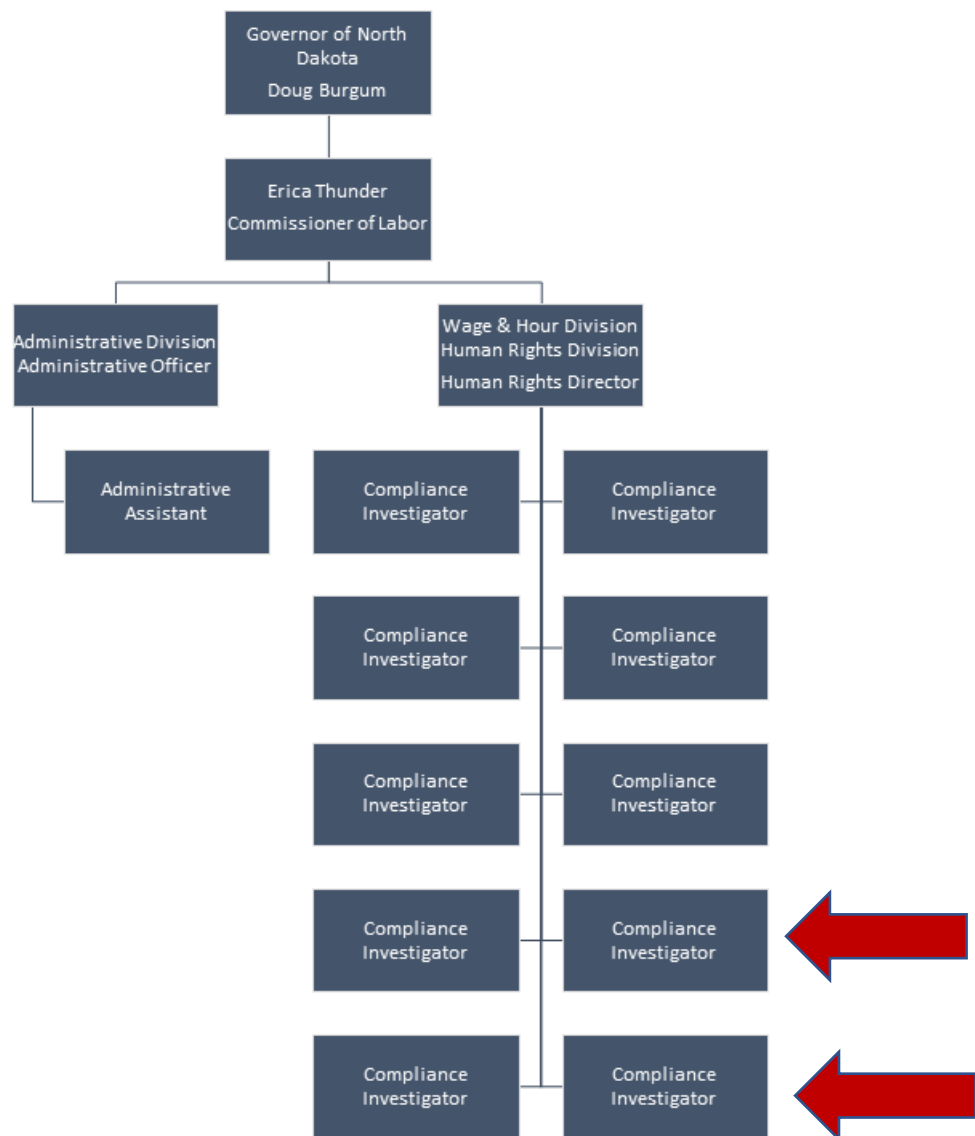 Governor of North
Dakota
Doug Burgum
Erica Thunder
Commissioner of Labor
Administrative Division
Administrative Officer
Wage & Hour Division
Human Rights Division
Human Rights Director
Administrative
Assistant
Compliance
Investigator
Compliance
Investigator
Compliance
Investigator
Compliance
Investigator
Compliance
Investigator
Compliance
Investigator
Compliance
Investigator
Compliance
Investigator
Compliance
Investigator
Compliance
Investigator